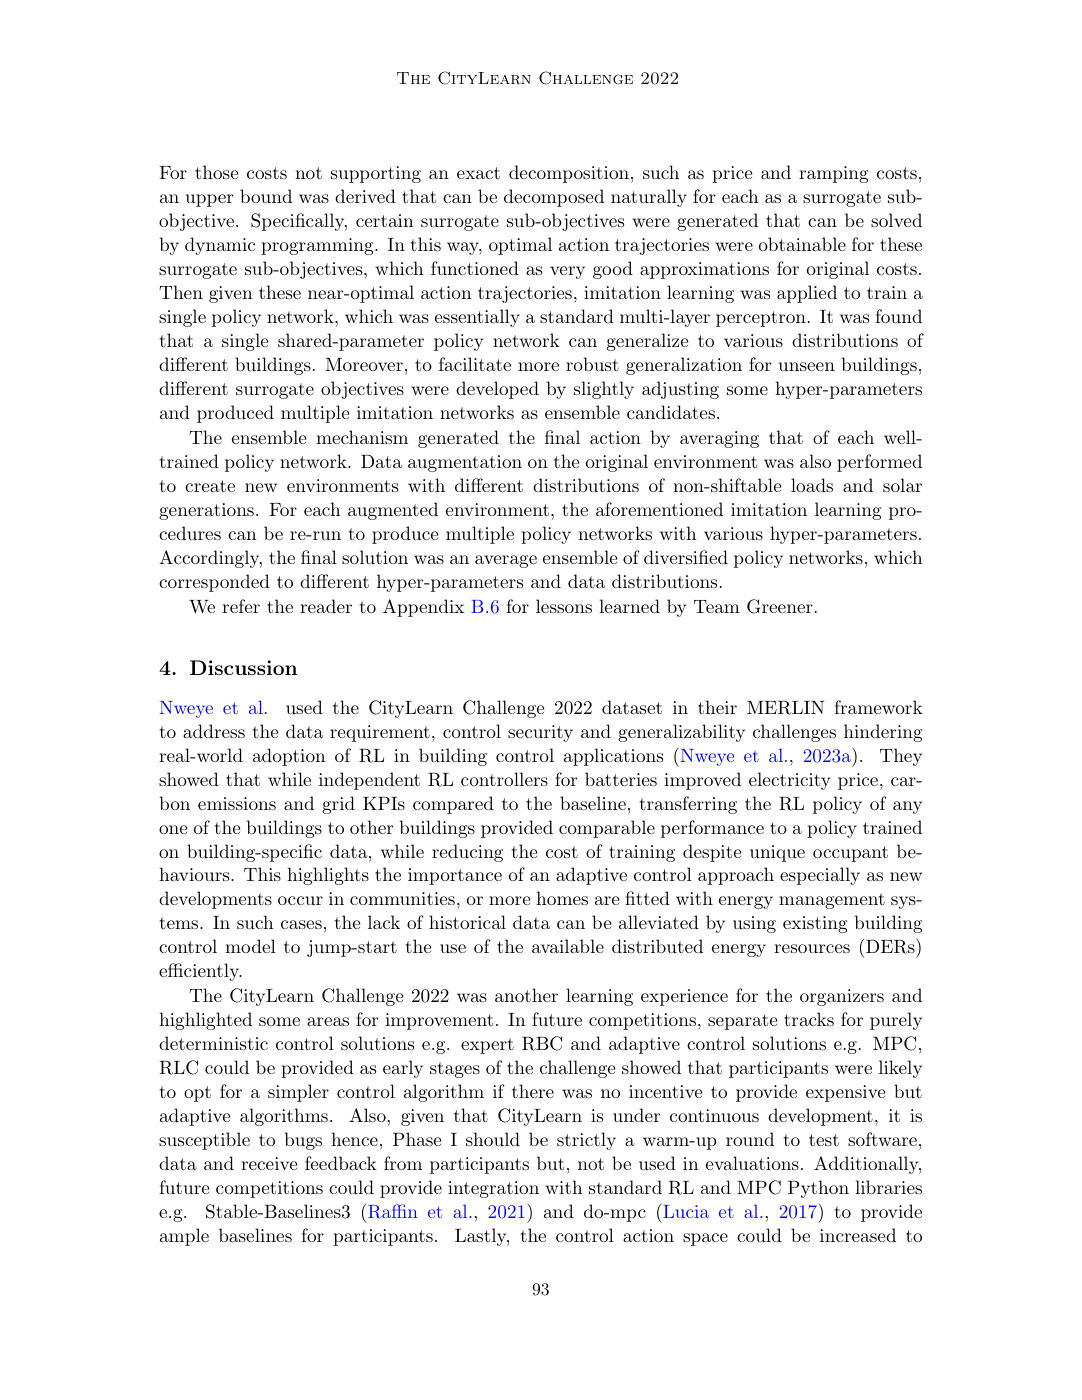 The CityLearn Challenge 2022
For those costs not supporting an exact decomposition, such as price and ramping costs,
an upper bound was derived that can be decomposed naturally for each as a surrogate sub-
objective. Specifically, certain surrogate sub-objectives were generated that can be solved
by dynamic programming. In this way, optimal action trajectories were obtainable for these
surrogate sub-objectives, which functioned as very good approximations for original costs.
Then given these near-optimal action trajectories, imitation learning was applied to train a
single policy network, which was essentially a standard multi-layer perceptron. It was found
that a single shared-parameter policy network can generalize to various distributions of
different buildings. Moreover, to facilitate more robust generalization for unseen buildings,
different surrogate objectives were developed by slightly adjusting some hyper-parameters
and produced multiple imitation networks as ensemble candidates.
The ensemble mechanism generated the final action by averaging that of each well-
trained policy network. Data augmentation on the original environment was also performed
to create new environments with different distributions of non-shiftable loads and solar
generations. For each augmented environment, the aforementioned imitation learning pro-
cedures can be re-run to produce multiple policy networks with various hyper-parameters.
Accordingly, the final solution was an average ensemble of diversified policy networks, which
corresponded to different hyper-parameters and data distributions.
We refer the reader to Appendix B.6 for lessons learned by Team Greener.
4. Discussion
Nweye et al. used the CityLearn Challenge 2022 dataset in their MERLIN framework
to address the data requirement, control security and generalizability challenges hindering
real-world adoption of RL in building control applications (Nweye et al., 2023a). They
showed that while independent RL controllers for batteries improved electricity price, car-
bon emissions and grid KPIs compared to the baseline, transferring the RL policy of any
one of the buildings to other buildings provided comparable performance to a policy trained
on building-specific data, while reducing the cost of training despite unique occupant be-
haviours. This highlights the importance of an adaptive control approach especially as new
developments occur in communities, or more homes are fitted with energy management sys-
tems. In such cases, the lack of historical data can be alleviated by using existing building
control model to jump-start the use of the available distributed energy resources (DERs)
efficiently.
The CityLearn Challenge 2022 was another learning experience for the organizers and
highlighted some areas for improvement. In future competitions, separate tracks for purely
deterministic control solutions e.g. expert RBC and adaptive control solutions e.g. MPC,
RLC could be provided as early stages of the challenge showed that participants were likely
to opt for a simpler control algorithm if there was no incentive to provide expensive but
adaptive algorithms. Also, given that CityLearn is under continuous development, it is
susceptible to bugs hence, Phase I should be strictly a warm-up round to test software,
data and receive feedback from participants but, not be used in evaluations. Additionally,
future competitions could provide integration with standard RL and MPC Python libraries
e.g. Stable-Baselines3 (Raffin et al., 2021) and do-mpc (Lucia et al., 2017) to provide
ample baselines for participants. Lastly, the control action space could be increased to
93